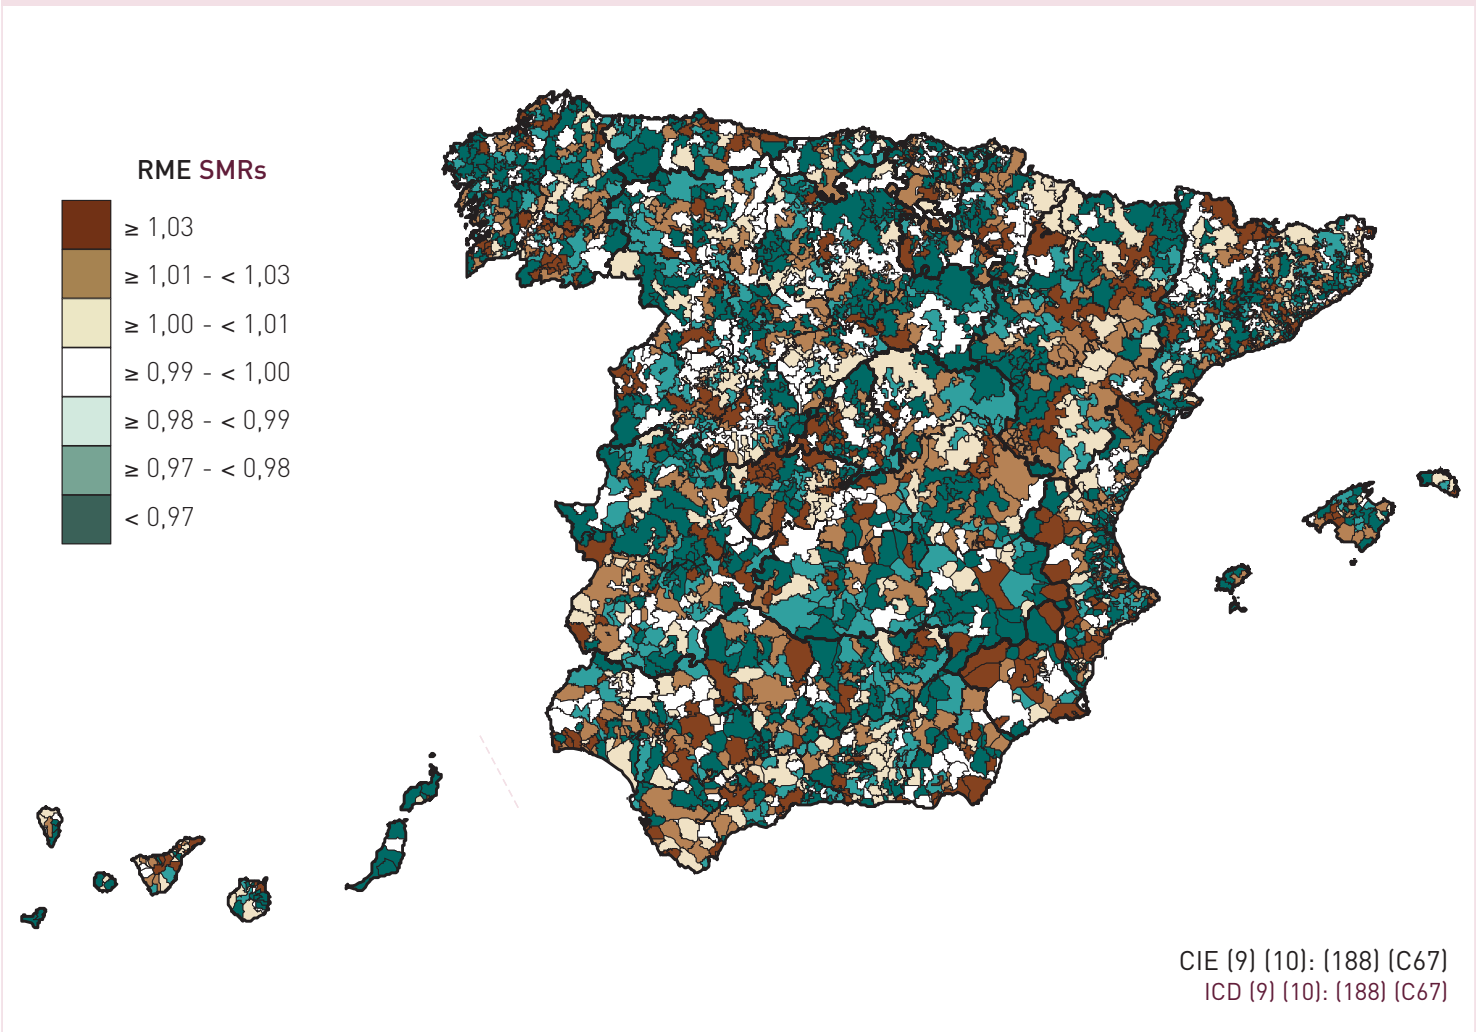 RME SMRs
≥ 1,03
≥ 1,01 - < 1,03
≥ 1,00 - < 1,01
≥ 0,99 - < 1,00
≥ 0,98 - < 0,99
≥ 0,97 - < 0,98
< 0,97
CIE (9) (10): (188) (C67)
ICD (9) (10): (188) (C67)